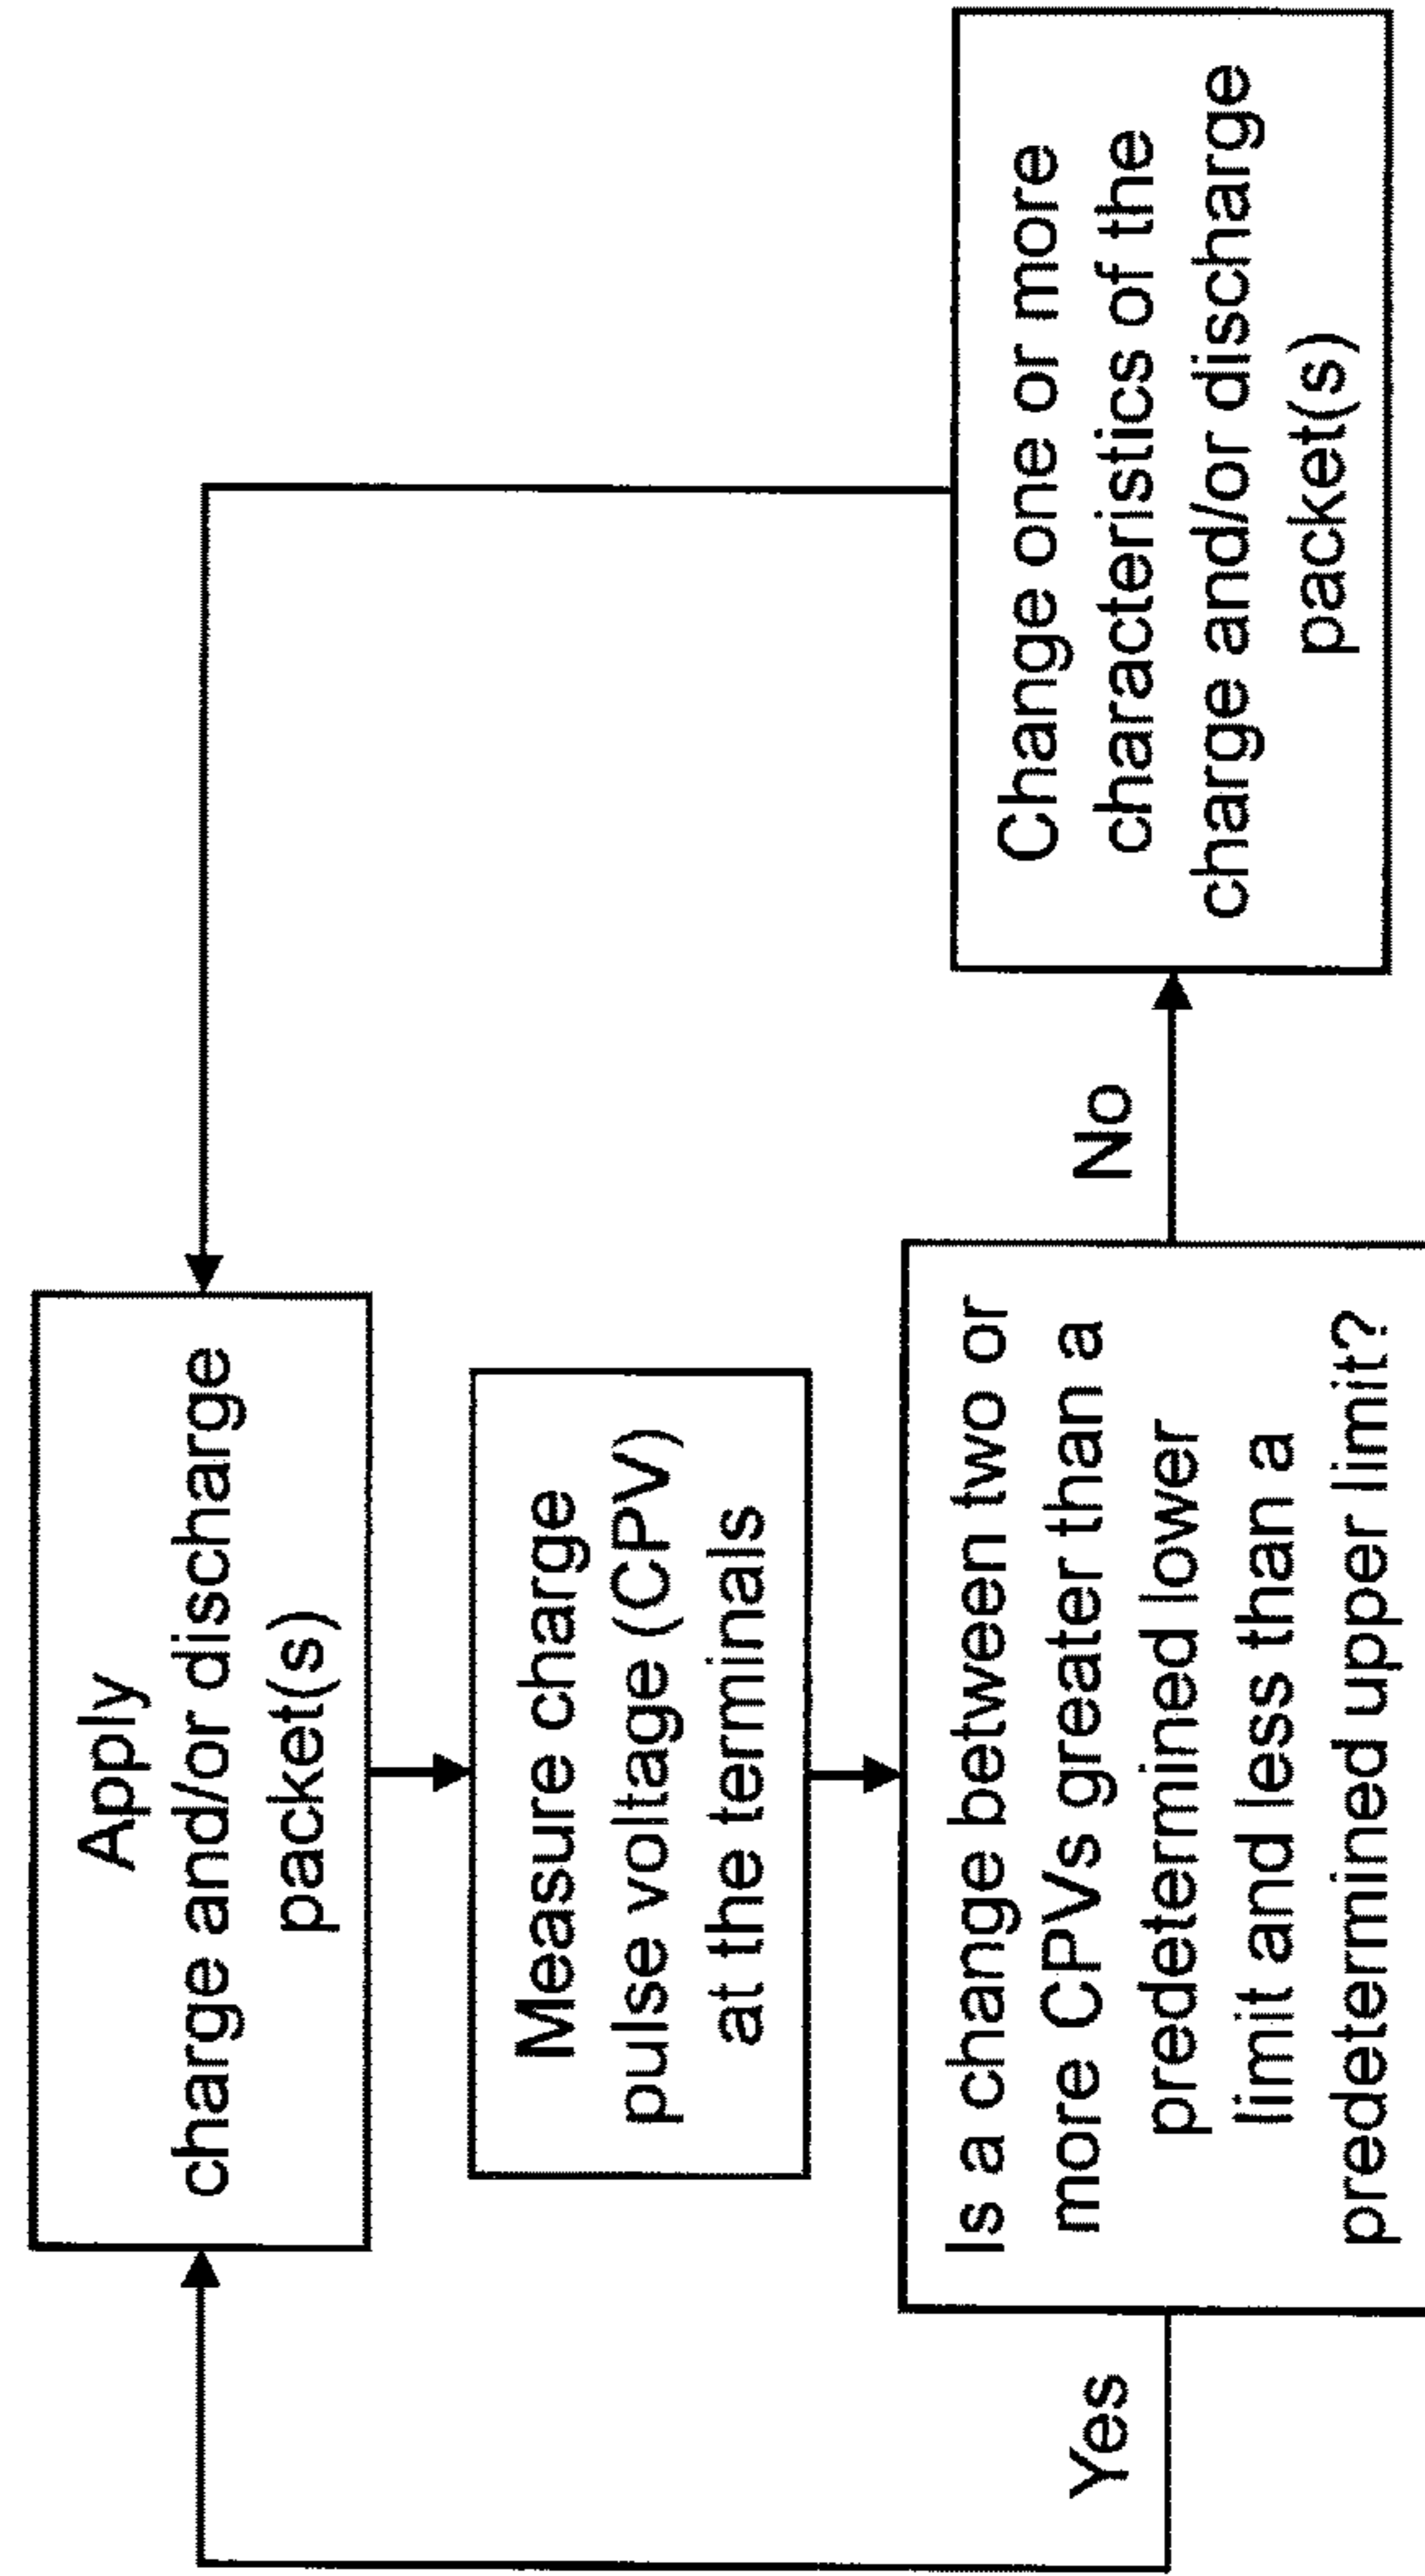 Apply
charge and/or discharge
packet(s)
Measure charge
pulse voltage (CPV)
at the terminals
Is a change between two or
more CPVs greater than a
predetermined lower
limit and less than a
predetermined upper limit?
Yes
No
Change one or more
characteristics of the
charge and/or discharge
packet(s)